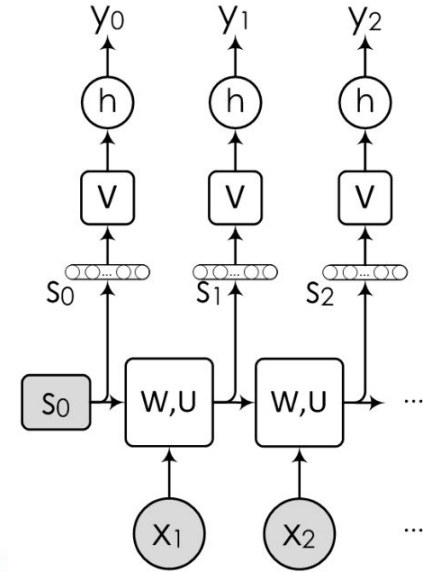 y0 y1 y2
h h h
V V V
... ... ...
s0 s1 s2
s0 W,U W,U ...
x1 x2 ...